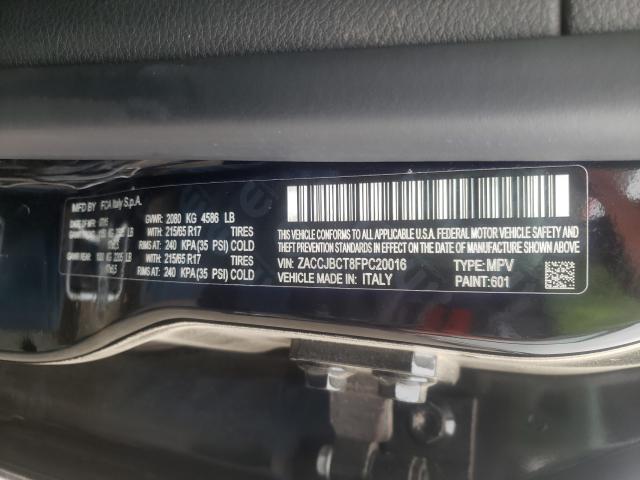 MFD BY FCA Italy S.p.A.
GVWR: 2080 KG 4586 LB
WITH: 215/65 R17 TIRES
RIMS AT: 240 KPA(35 PSI) COLD
WITH: 215/65 R17 TIRES
RIMS AT: 240 KPA (35 PSI) COLD
THIS VEHICLE CONFORMS TO ALL APPLICABLE U.S.A. FEDERAL MOTOR VEHICLE SAFETY
BUMPER, AND THEFT PREVENTION STANDARDS IN EFFECT ON THE DATE OF MANUFACTURE SHOWN ABOVE
VIN: ZACCJBCT8FPC20016 TYPE: MPV
VEHICLE MADE IN: ITALY PAINT:601